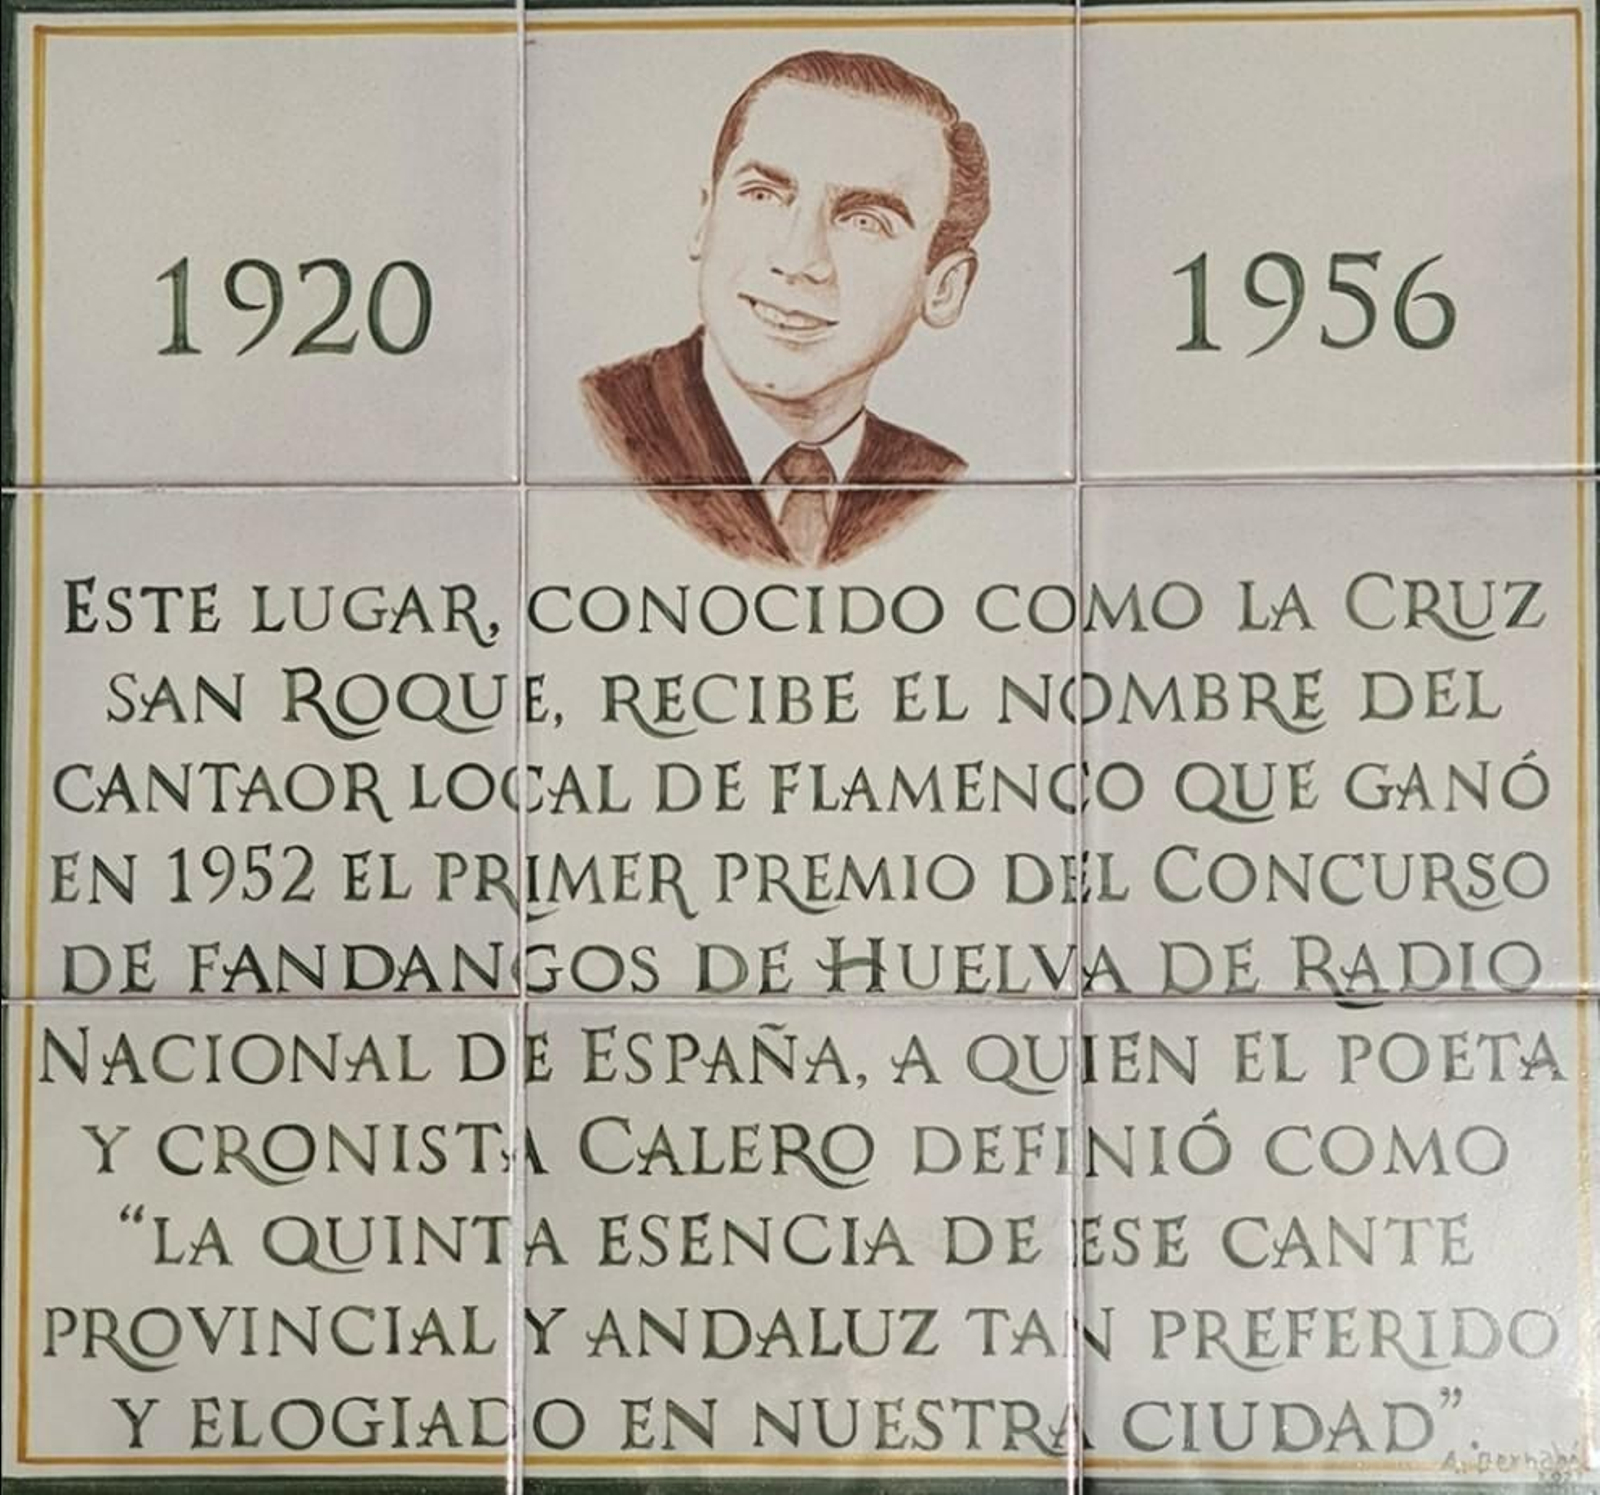 1920 1956
ESTE LUGAR, CONOCIDO COMO LA CRUZ
SAN ROQUE, RECIBE EL NOMBRE DEL
CANTAOR LOCAL DE FLAMENCO QUE GANÓ
EN 1952 EL PRIMER PREMIO DEL CONCURSO
DE FANDANGOS DE HUELVA DE RADIO
NACIONAL DE ESPAÑA, A QUIEN EL POETA
Y CRONISTA CALERO DEFINIÓ COMO
“LA QUINTA ESENCIA DE ESE CANTE
PROVINCIAL Y ANDALUZ TAN PREFERIDO
Y ELOGIADO EN NUESTRA CIUDAD”
A. Bernabé